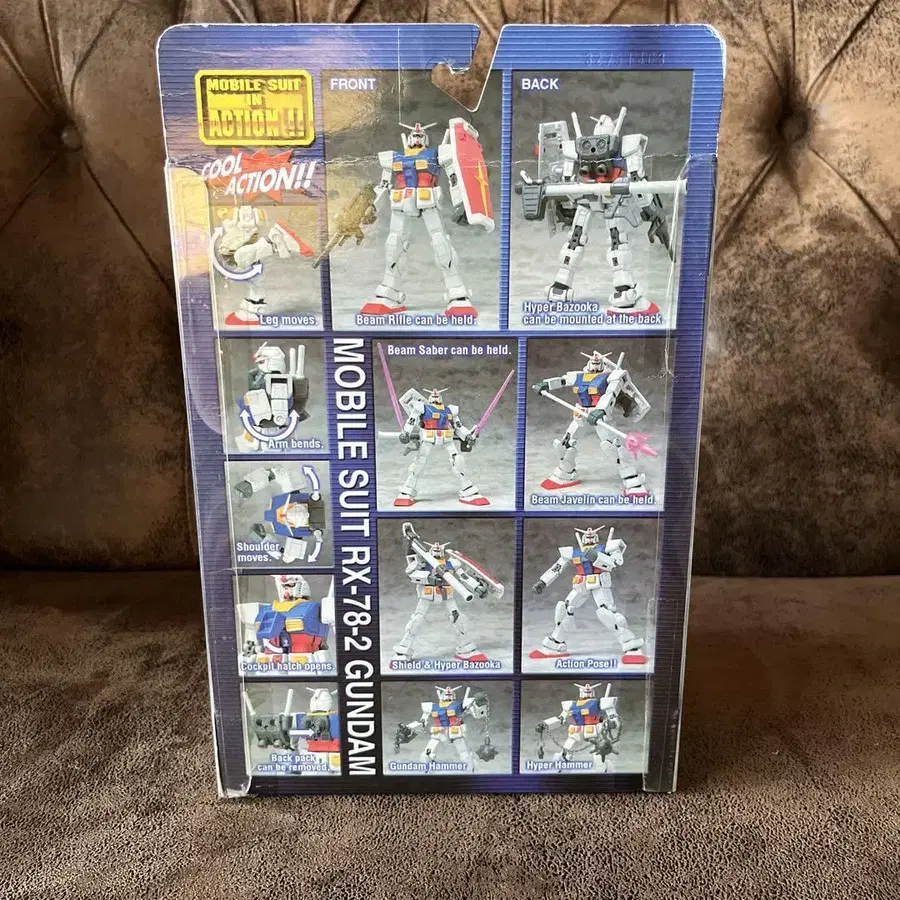 MOBILE SUIT
IN
ACTION!!
COOL
ACTION!!
FRONT
BACK
Leg moves.
Beam Rifle can be held.
Hyper Bazooka
can be mounted at the back.
Arm bends.
Beam Saber can be held.
Beam Javelin can be held.
Shoulder
moves.
Cockpit hatch opens.
Shield & Hyper Bazooka
Action Pose!!
Back pack
can be removed.
Gundam Hammer
Hyper Hammer
MOBILE SUIT RX-78-2 GUNDAM